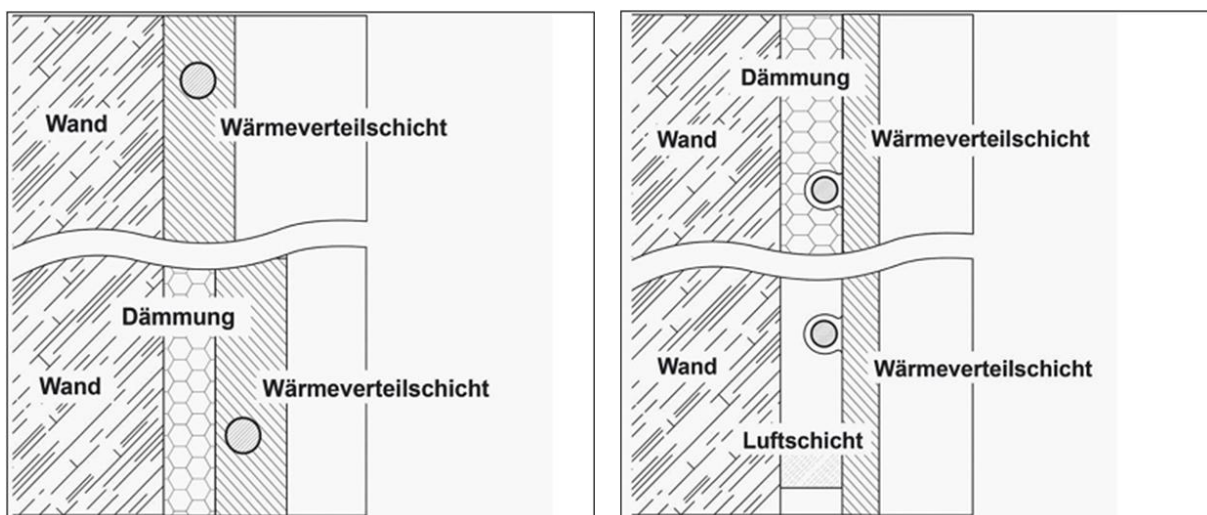 Wand
Wärmeverteilschicht
Dämmung
Wand
Wärmeverteilschicht
Dämmung
Wand
Wärmeverteilschicht
Wand
Wärmeverteilschicht
Luftschicht